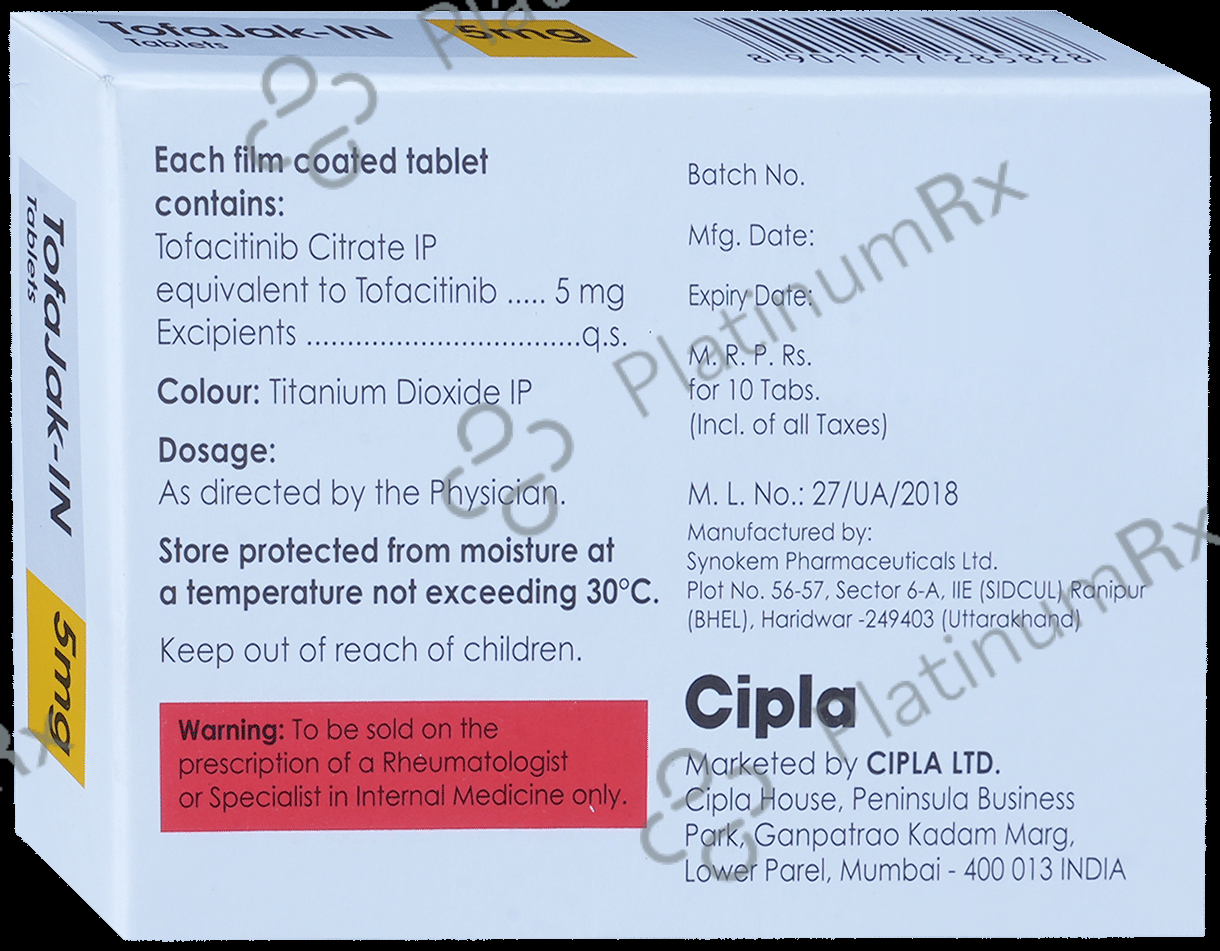 TofaJak-IN 5mg
Tablets
8 901117 285828
TofaJak-IN
Tablets
5mg
Each film coated tablet
contains:
Tofacitinib Citrate IP
equivalent to Tofacitinib ..... 5 mg
Excipients .................................q.s.
Colour: Titanium Dioxide IP
Dosage:
As directed by the Physician.
Store protected from moisture at
a temperature not exceeding 30°C.
Keep out of reach of children.
Warning: To be sold on the
prescription of a Rheumatologist
or Specialist in Internal Medicine only.
Batch No.
Mfg. Date:
Expiry Date:
M. R. P. Rs.
for 10 Tabs.
(Incl. of all Taxes)
M. L. No.: 27/UA/2018
Manufactured by:
Synokem Pharmaceuticals Ltd.
Plot No. 56-57, Sector 6-A, IIE (SIDCUL) Ranipur
(BHEL), Haridwar -249403 (Uttarakhand)
Cipla
Marketed by CIPLA LTD.
Cipla House, Peninsula Business
Park, Ganpatrao Kadam Marg,
Lower Parel, Mumbai - 400 013 INDIA
PlatinumRx
PlatinumRx